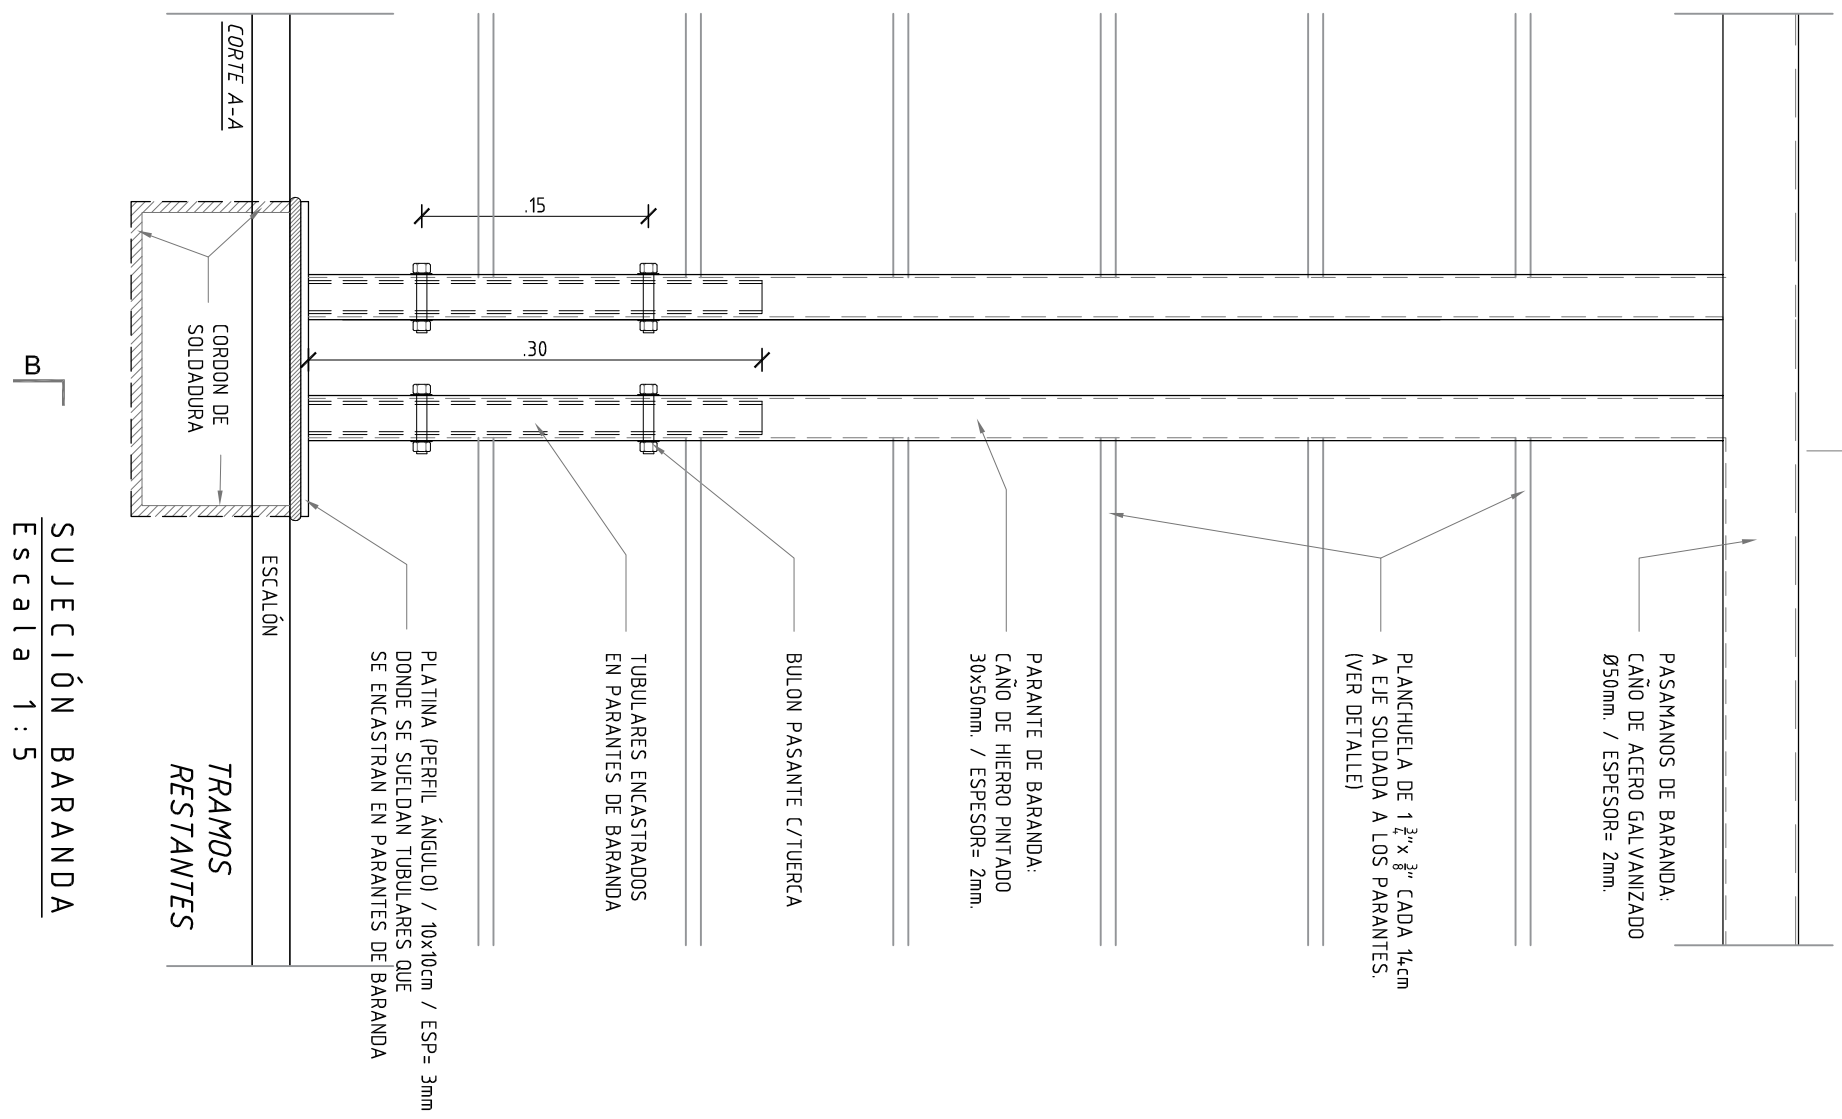 PASAMANOS DE BARANDA:
CAÑO DE ACERO GALVANIZADO
Ø50mm. / ESPESOR= 2mm.
PLANCHUELA DE 1 3/4"x 3/8" CADA 14cm
A EJE SOLDADA A LOS PARANTES.
(VER DETALLE)
PARANTE DE BARANDA:
CAÑO DE HIERRO PINTADO
30x50mm. / ESPESOR= 2mm.
BULON PASANTE C/TUERCA
TUBULARES ENCASTRADOS
EN PARANTES DE BARANDA
PLATINA (PERFIL ÁNGULO) / 10x10cm / ESP= 3mm
DONDE SE SUELDAN TUBULARES QUE
SE ENCASTRAN EN PARANTES DE BARANDA
.15
.30
ESCALÓN
CORTE A-A
CORDON DE
SOLDADURA
TRAMOS
RESTANTES
B
SUJECIÓN BARANDA
Escala 1:5